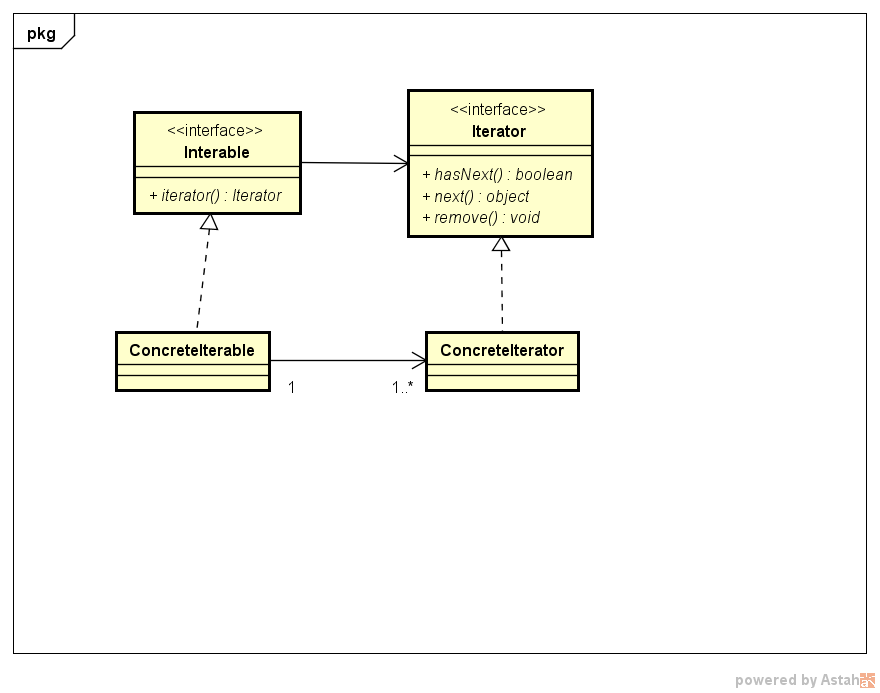 pkg
<<interface>>
Interable
+ iterator() : Iterator
<<interface>>
Iterator
+ hasNext() : boolean
+ next() : object
+ remove() : void
ConcreteIterable
1
1..*
ConcreteIterator
powered by Astah